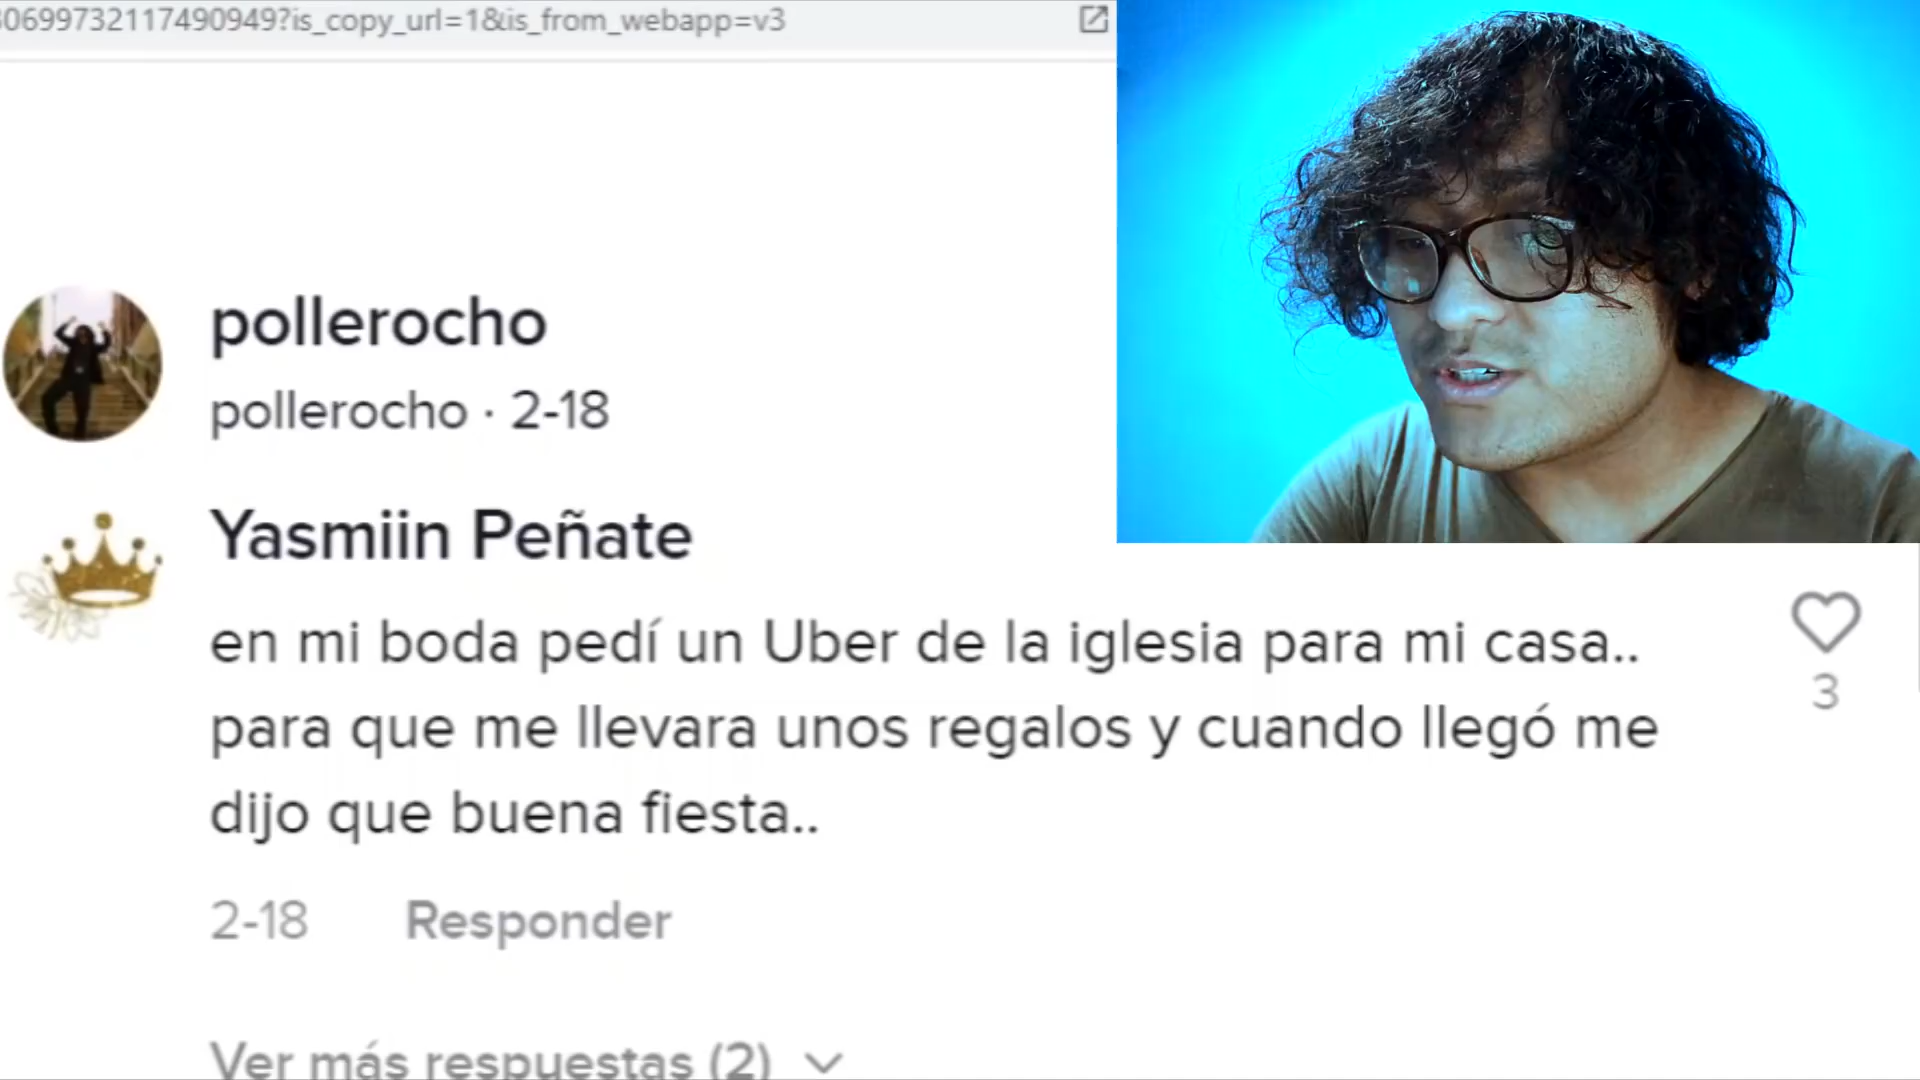 3069973211749094​9?is_copy_url=1&is_from_webapp=v3
pollerocho
pollerocho · 2-18
Yasmiin Peñate
en mi boda pedí un Uber de la iglesia para mi casa..
para que me llevara unos regalos y cuando llegó me
dijo que buena fiesta..
3
2-18 Responder
Ver más respuestas (2)